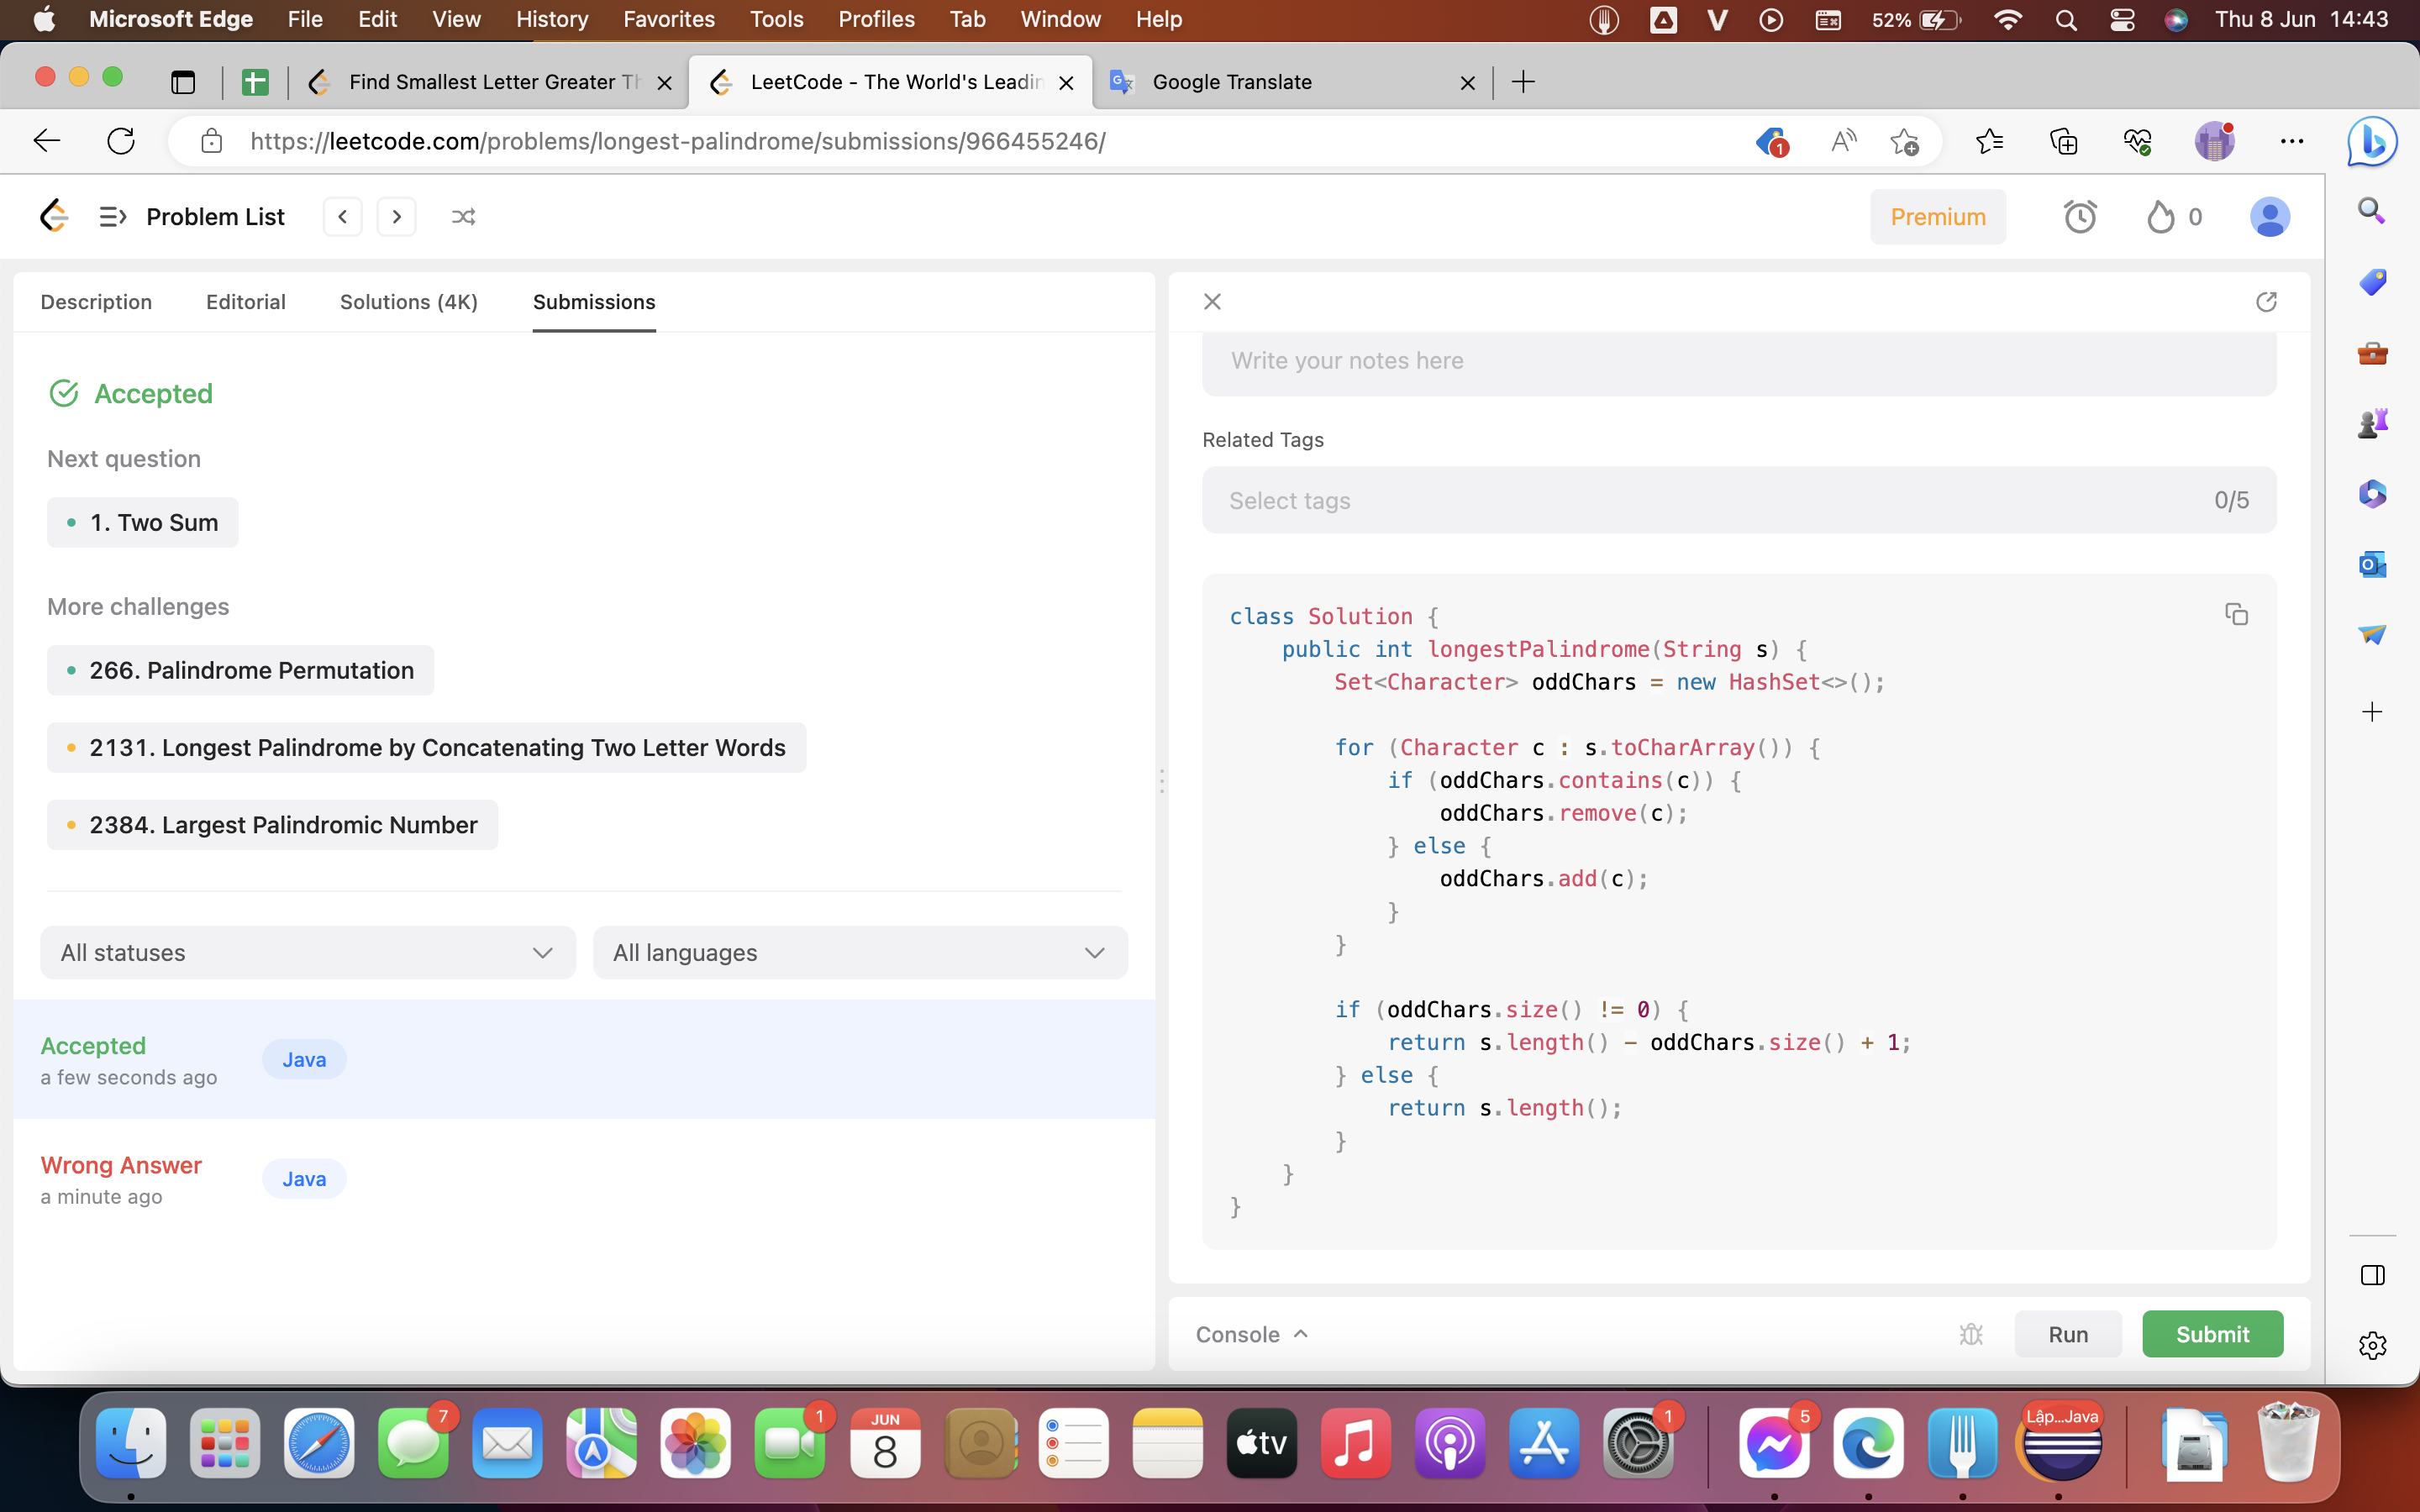 Microsoft Edge File Edit View History Favorites Tools Profiles Tab Window Help 52% Thu 8 Jun 14:43
Find Smallest Letter Greater Th
LeetCode - The World's Leadin
Google Translate
https://leetcode.com/problems/longest-palindrome/submissions/966455246/
1
Problem List
Premium
0
Description Editorial Solutions (4K) Submissions
Accepted
Next question
1. Two Sum
More challenges
266. Palindrome Permutation
2131. Longest Palindrome by Concatenating Two Letter Words
2384. Largest Palindromic Number
All statuses
All languages
Accepted
a few seconds ago
Java
Wrong Answer
a minute ago
Java
Write your notes here
Related Tags
Select tags 0/5
class Solution {
public int longestPalindrome(String s) {
Set<Character> oddChars = new HashSet<>();
for (Character c : s.toCharArray()) {
if (oddChars.contains(c)) {
oddChars.remove(c);
} else {
oddChars.add(c);
}
}
if (oddChars.size() != 0) {
return s.length() - oddChars.size() + 1;
} else {
return s.length();
}
}
}
Console
Run
Submit
7
1
JUN
8
tv
1
5
Lập...Java